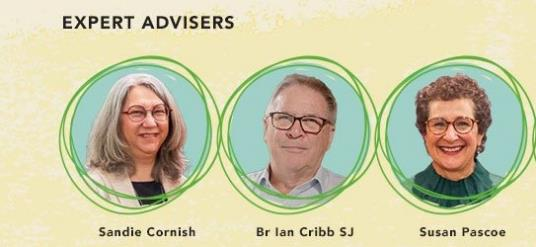 EXPERT ADVISERS
Sandie Cornish
Br Ian Cribb SJ
Susan Pascoe